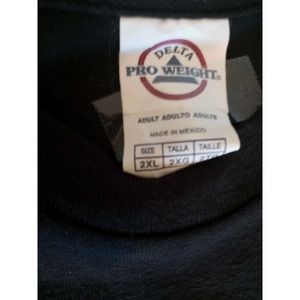 DELTA
PRO WEIGHT®
ADULT ADULTO ADULTE
MADE IN MEXICO
SIZE TALLA TAILLE
2XL 2XG